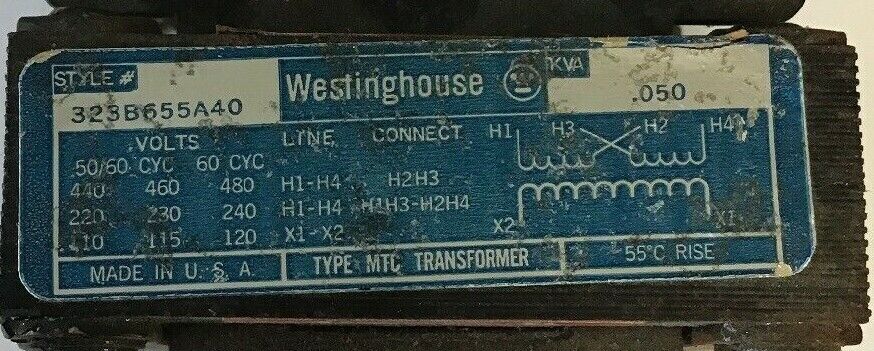 STYLE # Westinghouse KVA
323B655A40 .050
VOLTS LINE CONNECT H1 H3 H2 H4
50/60 CYC 60 CYC
440 460 480 H1-H4 H2H3
220 230 240 H1-H4 H1H3-H2H4
110 115 120 X1-X2 X2 X1
MADE IN U. S. A. TYPE MTC TRANSFORMER 55°C RISE